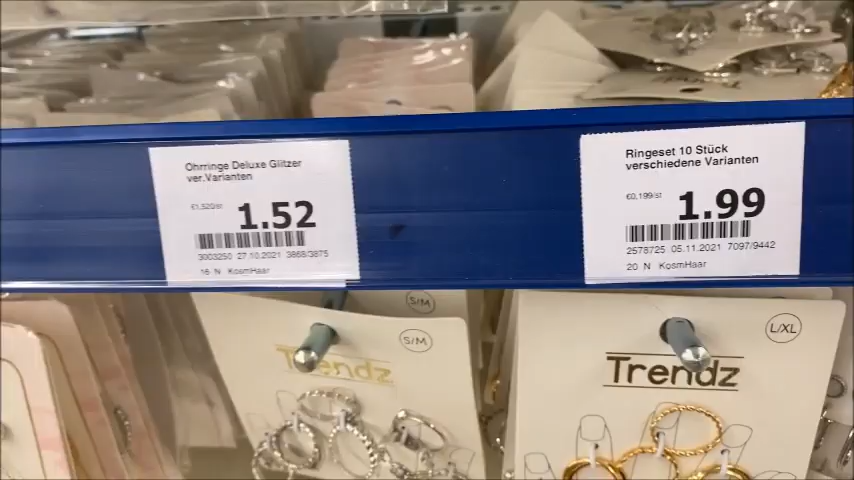 Ohrringe Deluxe Glitzer
ver.Varianten
€1,520/st
1.52
3003250 27.10.2021 3868/3875
16 N KosmHaar
Ringeset 10 Stück
verschiedene Varianten
€0,199/st
1.99
2578725 05.11.2021 7097/9442
20 N KosmHaar
S/M
S/M
Trendz
L/XL
Trendz